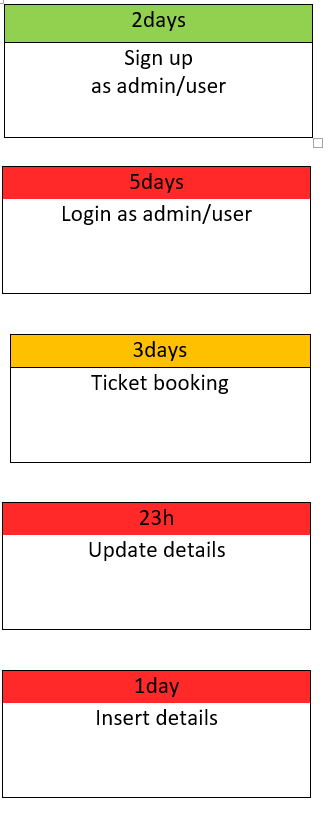 2days
Sign up
as admin/user
5days
Login as admin/user
3days
Ticket booking
23h
Update details
1day
Insert details